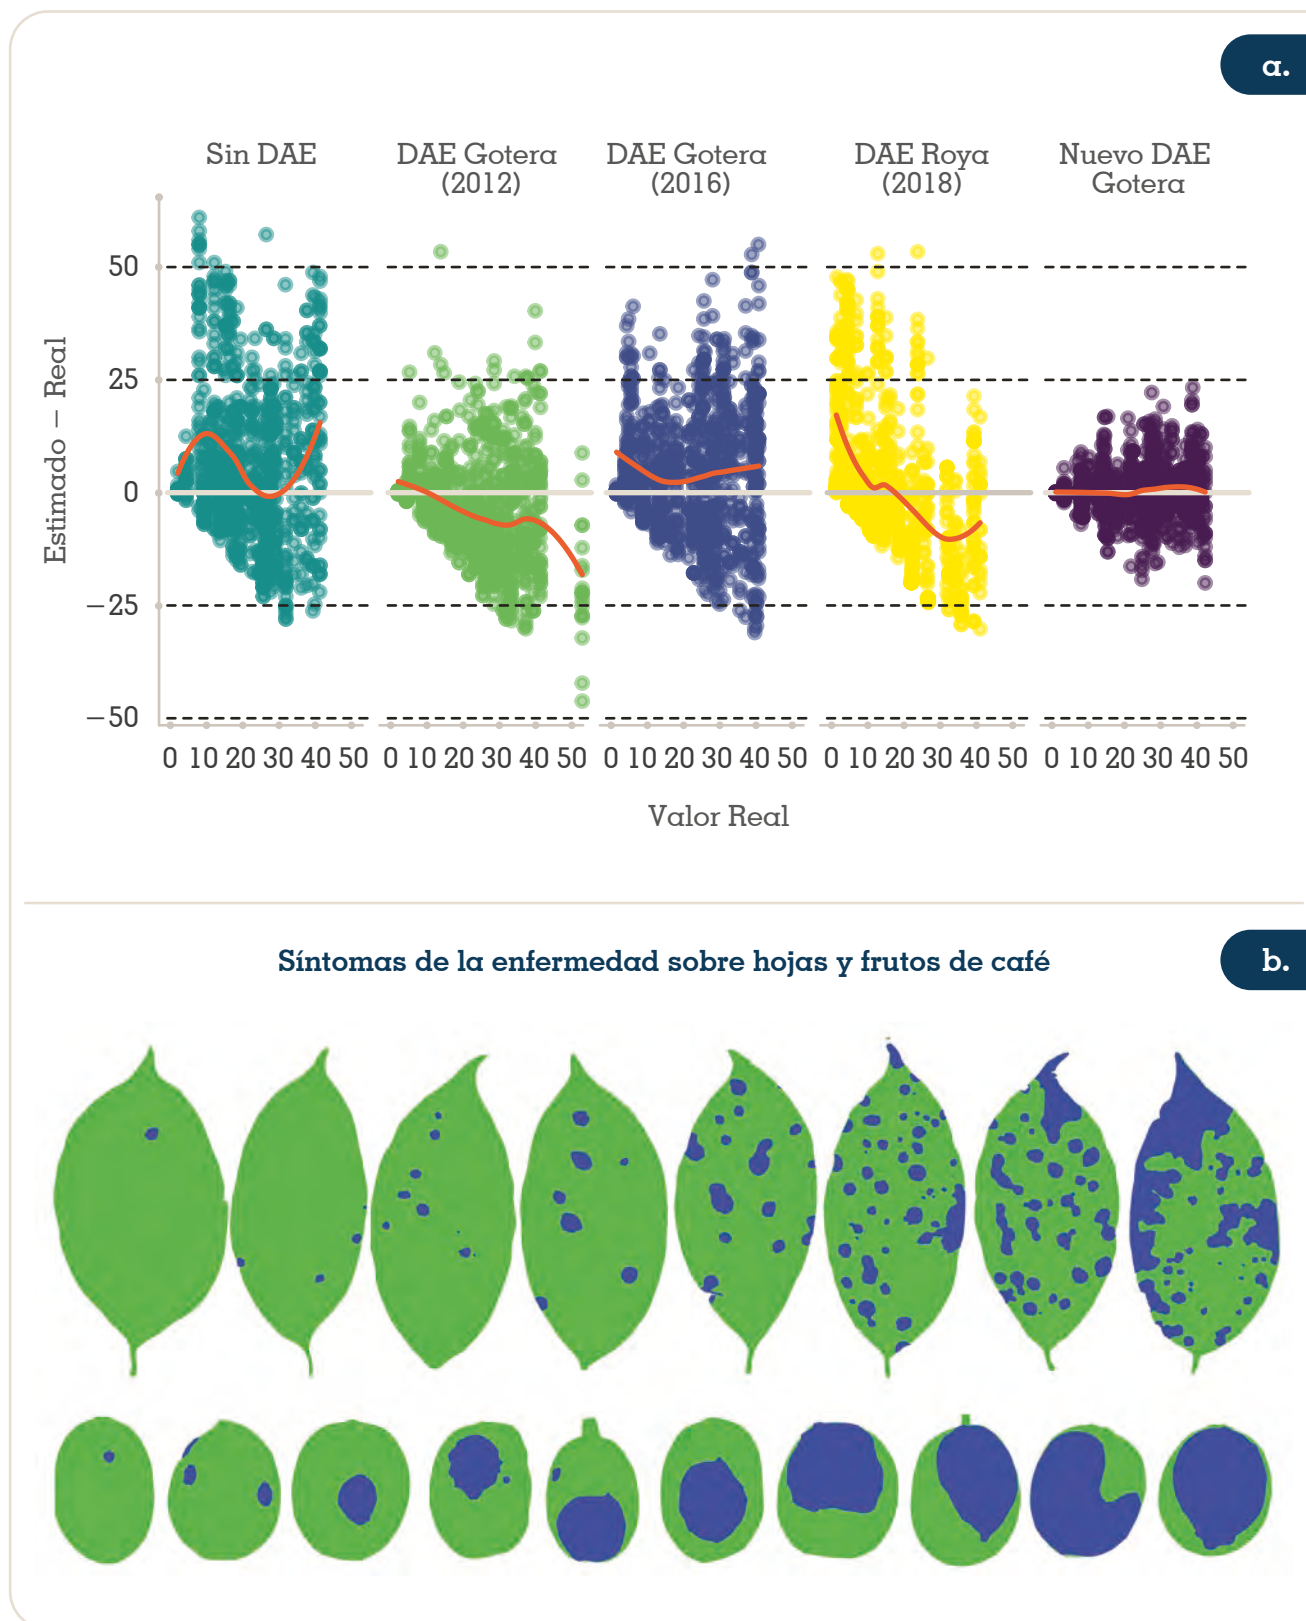 a.
Sin DAE
DAE Gotera
(2012)
DAE Gotera
(2016)
DAE Roya
(2018)
Nuevo DAE
Gotera
50
25
0
−25
−50
Estimado − Real
0 10 20 30 40 50
0 10 20 30 40 50
0 10 20 30 40 50
0 10 20 30 40 50
0 10 20 30 40 50
Valor Real
Síntomas de la enfermedad sobre hojas y frutos de café
b.